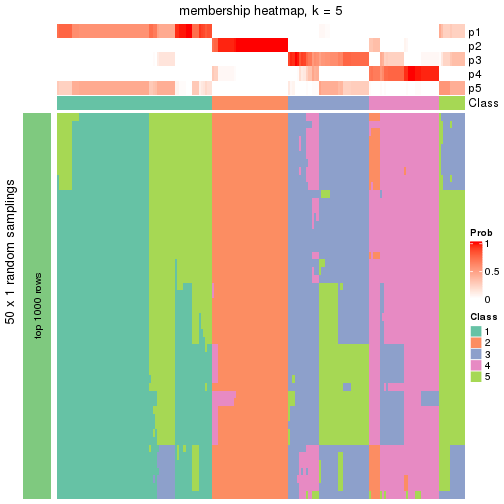 membership heatmap, k = 5
p1
p2
p3
p4
p5
Class
50 x 1 random samplings
top 1000 rows
Prob
1
0.5
0
Class
1
2
3
4
5